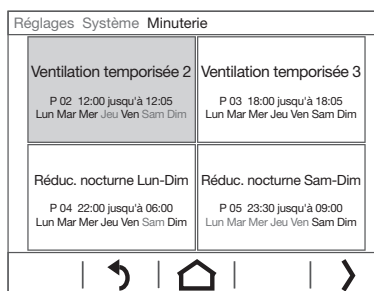 Réglages Système Minuterie
Ventilation temporisée 2
P 02 12:00 jusqu'à 12:05
Lun Mar Mer Jeu Ven Sam Dim
Ventilation temporisée 3
P 03 18:00 jusqu'à 18:05
Lun Mar Mer Jeu Ven Sam Dim
Réduc. nocturne Lun-Dim
P 04 22:00 jusqu'à 06:00
Lun Mar Mer Jeu Ven Sam Dim
Réduc. nocturne Sam-Dim
P 05 23:30 jusqu'à 09:00
Lun Mar Mer Jeu Ven Sam Dim